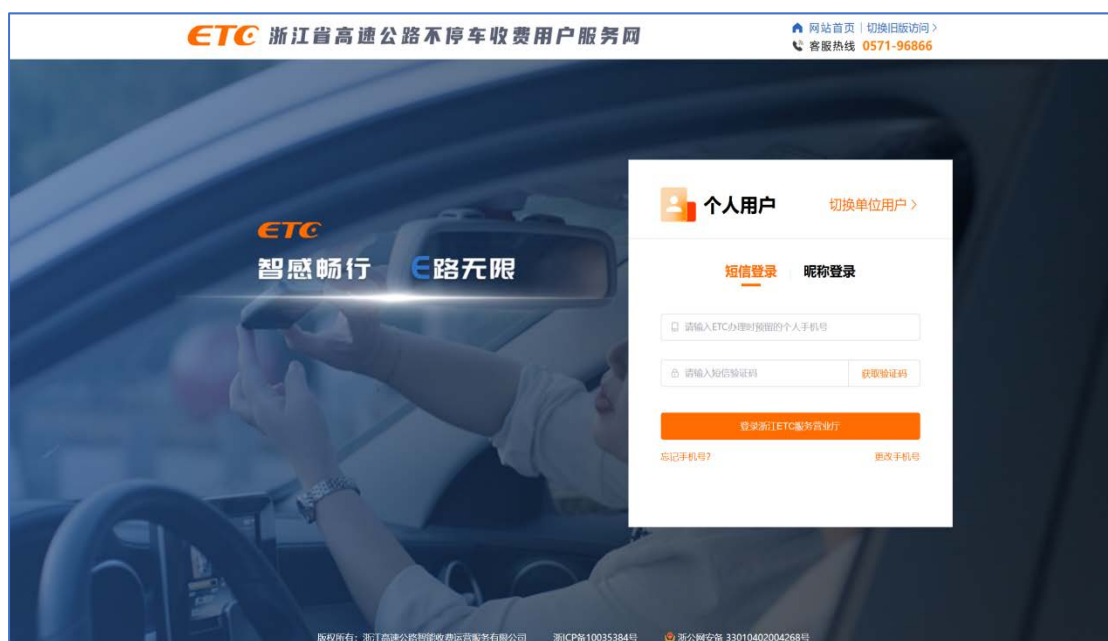 ETC 浙江省高速公路不停车收费用户服务网
网站首页 | 切换旧版访问 >
客服热线 0571-96866
ETC
智感畅行 E路无限
个人用户 切换单位用户 >
短信登录 昵称登录
请输入ETC办理时预留的个人手机号
请输入短信验证码 获取验证码
登录浙江ETC服务营业厅
忘记手机号? 更改手机号
版权所有：浙江高速公路智能收费运营服务有限公司 浙ICP备10035384号 浙公网安备 33010402004268号